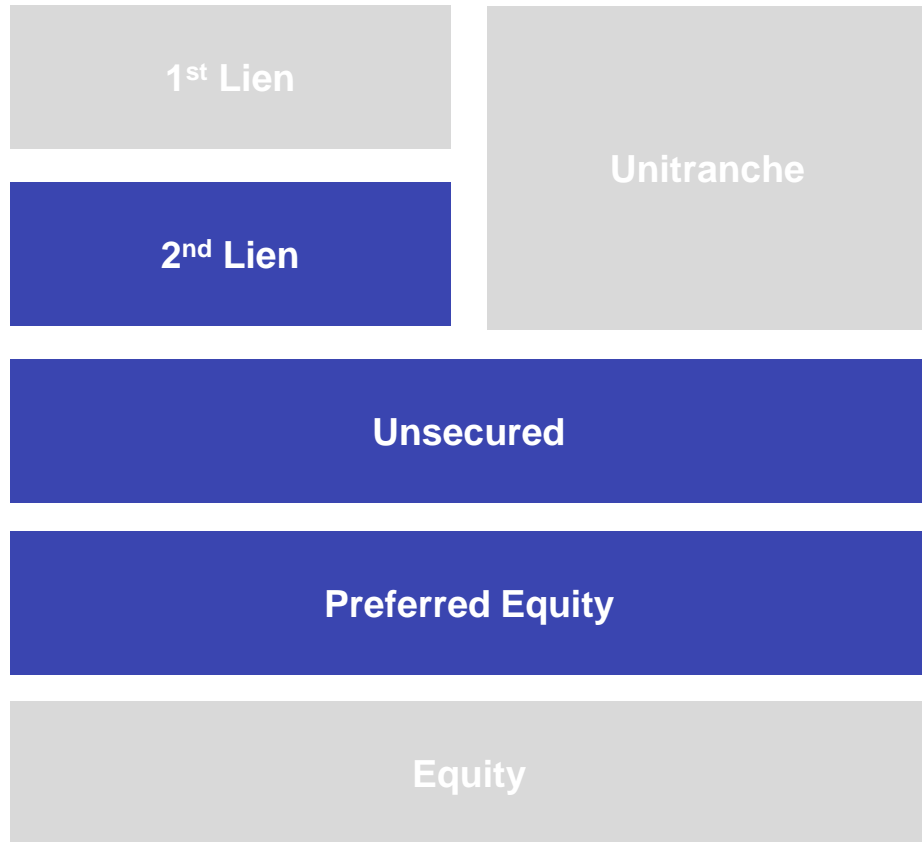 1st Lien
Unitranche
2nd Lien
Unsecured
Preferred Equity
Equity